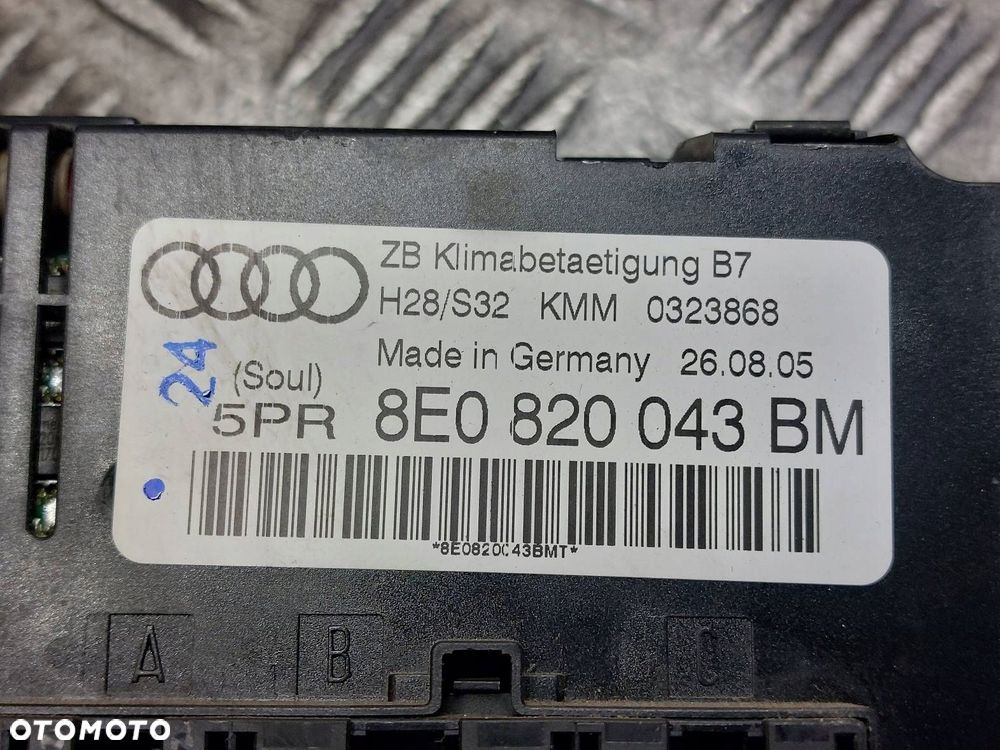 ZB Klimabetaetigung B7
H28/S32 KMM 0323868
Made in Germany 26.08.05
24
(Soul)
5PR 8E0 820 043 BM
*8E0820043BMT*
A B C
OTOMOTO